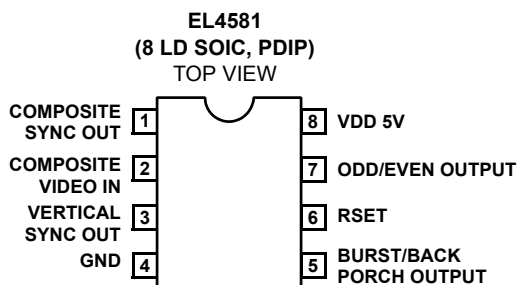 EL4581
(8 LD SOIC, PDIP)
TOP VIEW
COMPOSITE
SYNC OUT
1
8
VDD 5V
COMPOSITE
VIDEO IN
2
7
ODD/EVEN OUTPUT
VERTICAL
SYNC OUT
3
6
RSET
GND
4
5
BURST/BACK
PORCH OUTPUT